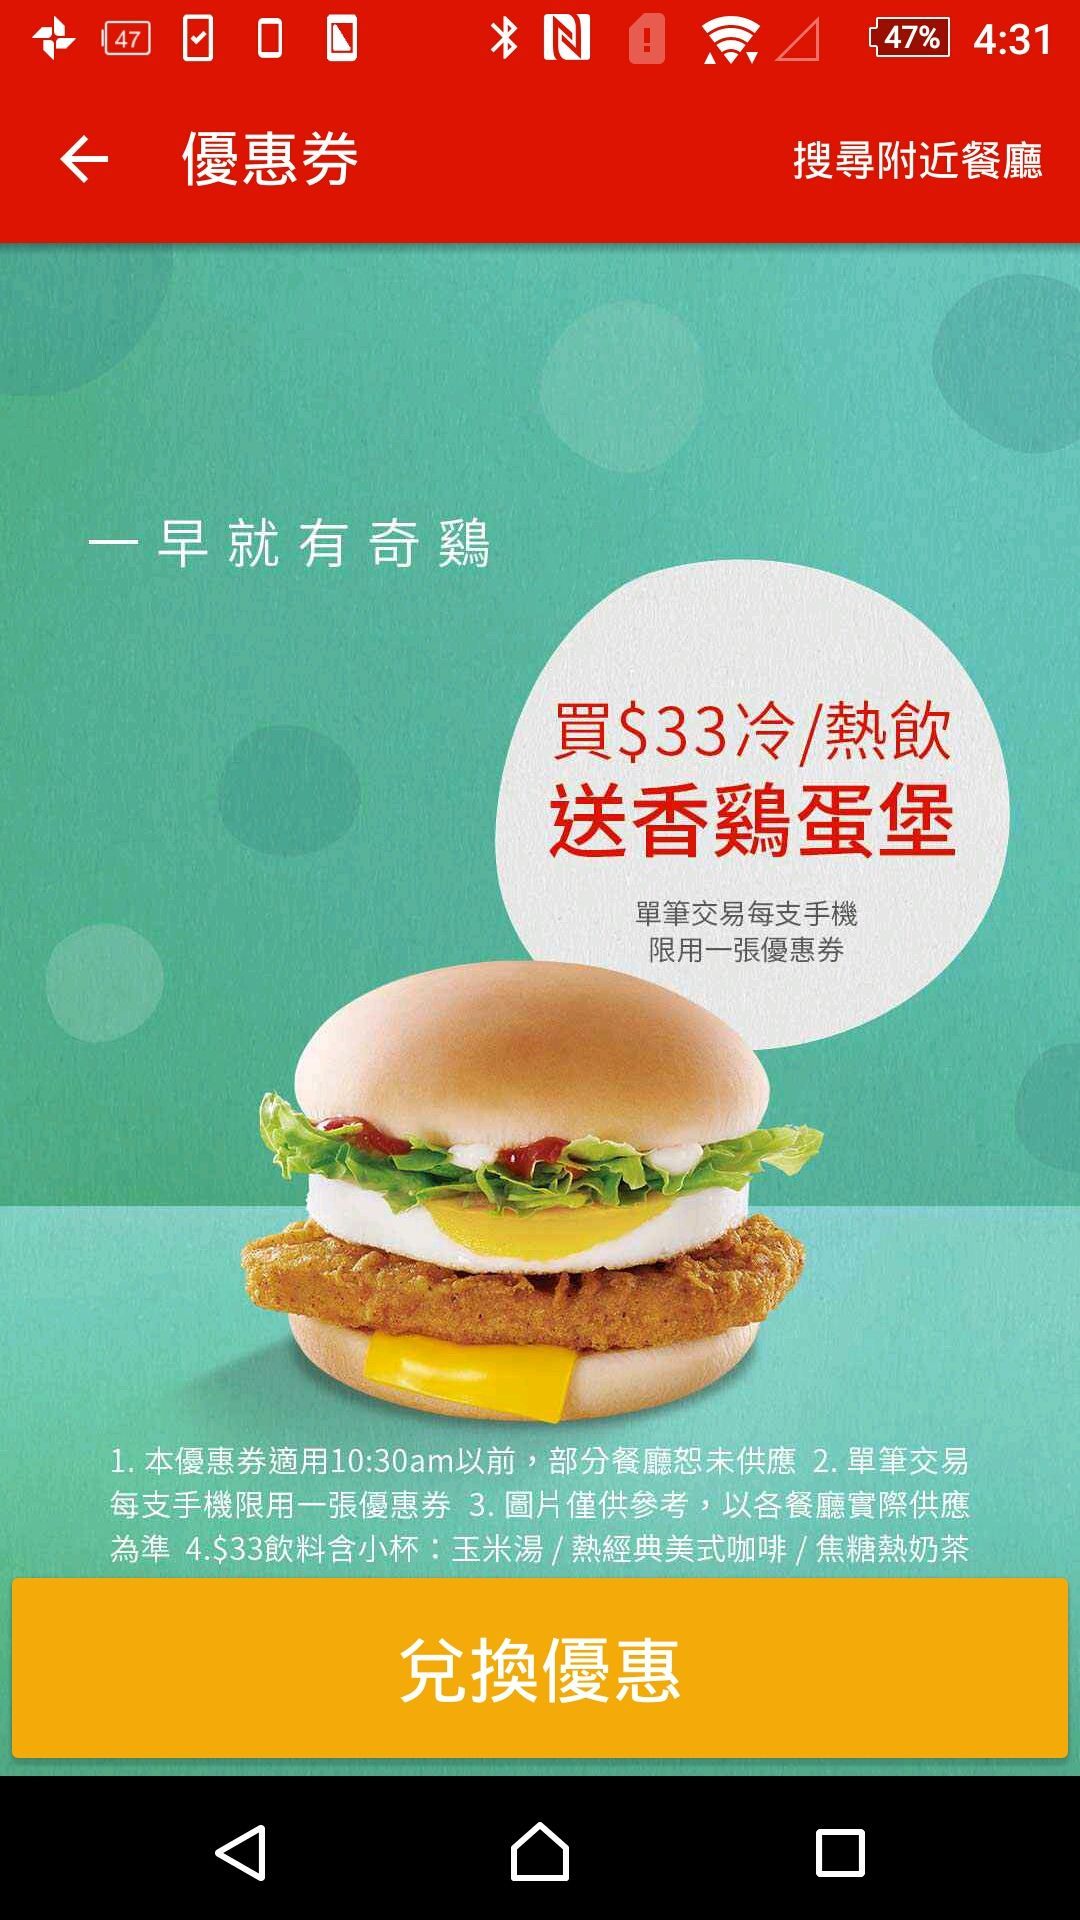 47
47%
4:31
優惠券
搜尋附近餐廳
一早就有奇鷄
買$33冷/熱飲
送香鷄蛋堡
單筆交易每支手機
限用一張優惠券
1. 本優惠券適用10:30am以前，部分餐廳恕未供應 2. 單筆交易
每支手機限用一張優惠券 3. 圖片僅供參考，以各餐廳實際供應
為準 4.$33飲料含小杯：玉米湯 / 熱經典美式咖啡 / 焦糖熱奶茶
兌換優惠